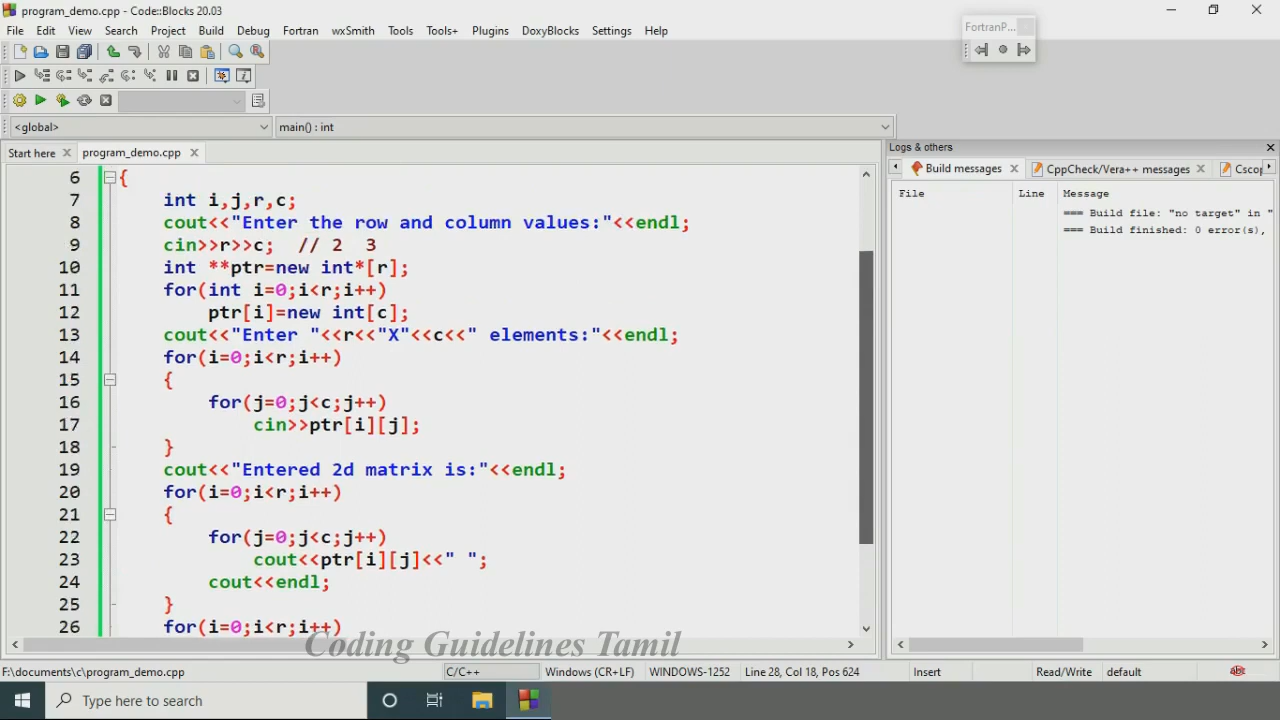 program_demo.cpp - Code::Blocks 20.03
File Edit View Search Project Build Debug Fortran wxSmith Tools Tools+ Plugins DoxyBlocks Settings Help
FortranP...
<global>
main() : int
Start here
program_demo.cpp
Logs & others
Build messages
CppCheck/Vera++ messages
Cscop
File Line Message
=== Build file: "no target" in "
=== Build finished: 0 error(s),
6 {
7 int i,j,r,c;
8 cout<<"Enter the row and column values:"<<endl;
9 cin>>r>>c;  // 2  3
10 int **ptr=new int*[r];
11 for(int i=0;i<r;i++)
12 ptr[i]=new int[c];
13 cout<<"Enter "<<r<<"X"<<c<<" elements:"<<endl;
14 for(i=0;i<r;i++)
15 {
16 for(j=0;j<c;j++)
17 cin>>ptr[i][j];
18 }
19 cout<<"Entered 2d matrix is:"<<endl;
20 for(i=0;i<r;i++)
21 {
22 for(j=0;j<c;j++)
23 cout<<ptr[i][j]<<" ";
24 cout<<endl;
25 }
26 for(i=0;i<r;i++)
Coding Guidelines Tamil
F:\documents\c\program_demo.cpp C/C++ Windows (CR+LF) WINDOWS-1252 Line 28, Col 18, Pos 624 Insert Read/Write default
Type here to search